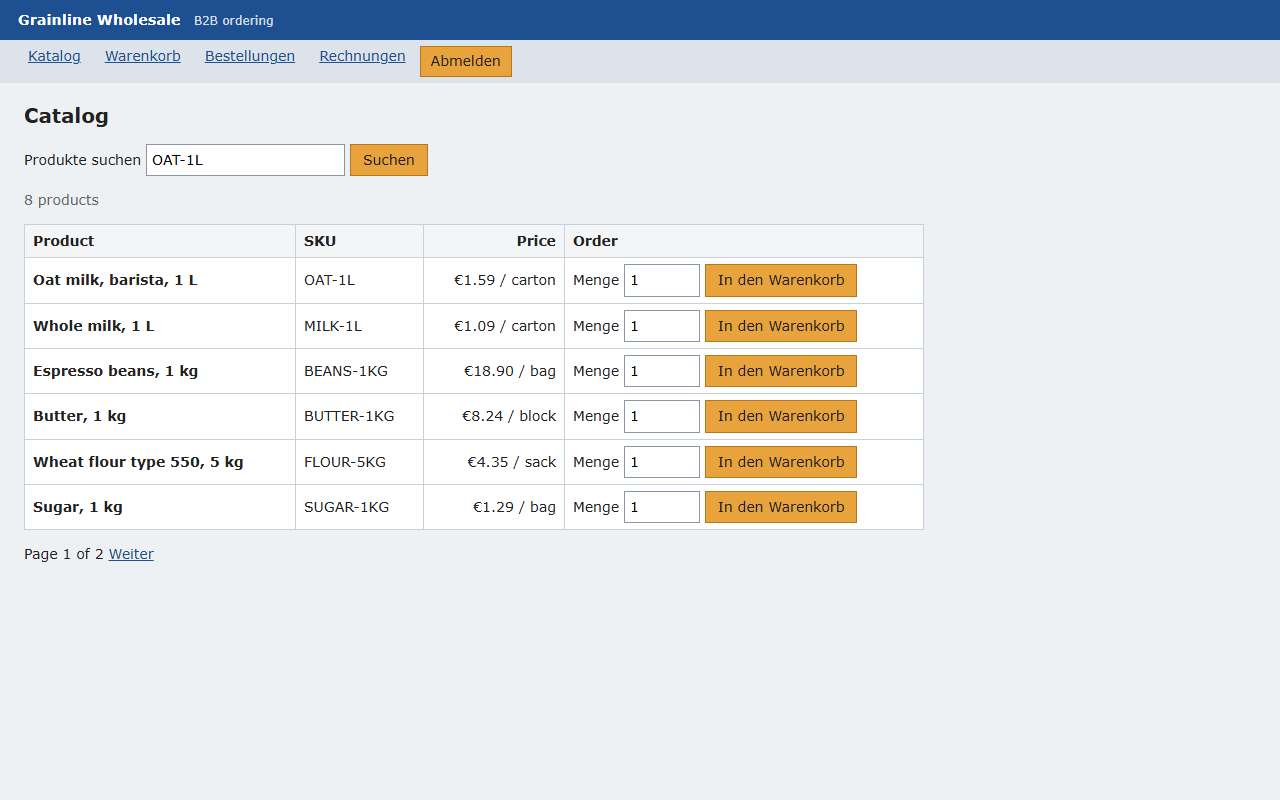 Grainline Wholesale B2B ordering
Katalog Warenkorb Bestellungen Rechnungen Abmelden
Catalog
Produkte suchen OAT-1L Suchen
8 products
Product SKU Price Order
Oat milk, barista, 1 L OAT-1L €1.59 / carton Menge 1 In den Warenkorb
Whole milk, 1 L MILK-1L €1.09 / carton Menge 1 In den Warenkorb
Espresso beans, 1 kg BEANS-1KG €18.90 / bag Menge 1 In den Warenkorb
Butter, 1 kg BUTTER-1KG €8.24 / block Menge 1 In den Warenkorb
Wheat flour type 550, 5 kg FLOUR-5KG €4.35 / sack Menge 1 In den Warenkorb
Sugar, 1 kg SUGAR-1KG €1.29 / bag Menge 1 In den Warenkorb
Page 1 of 2 Weiter